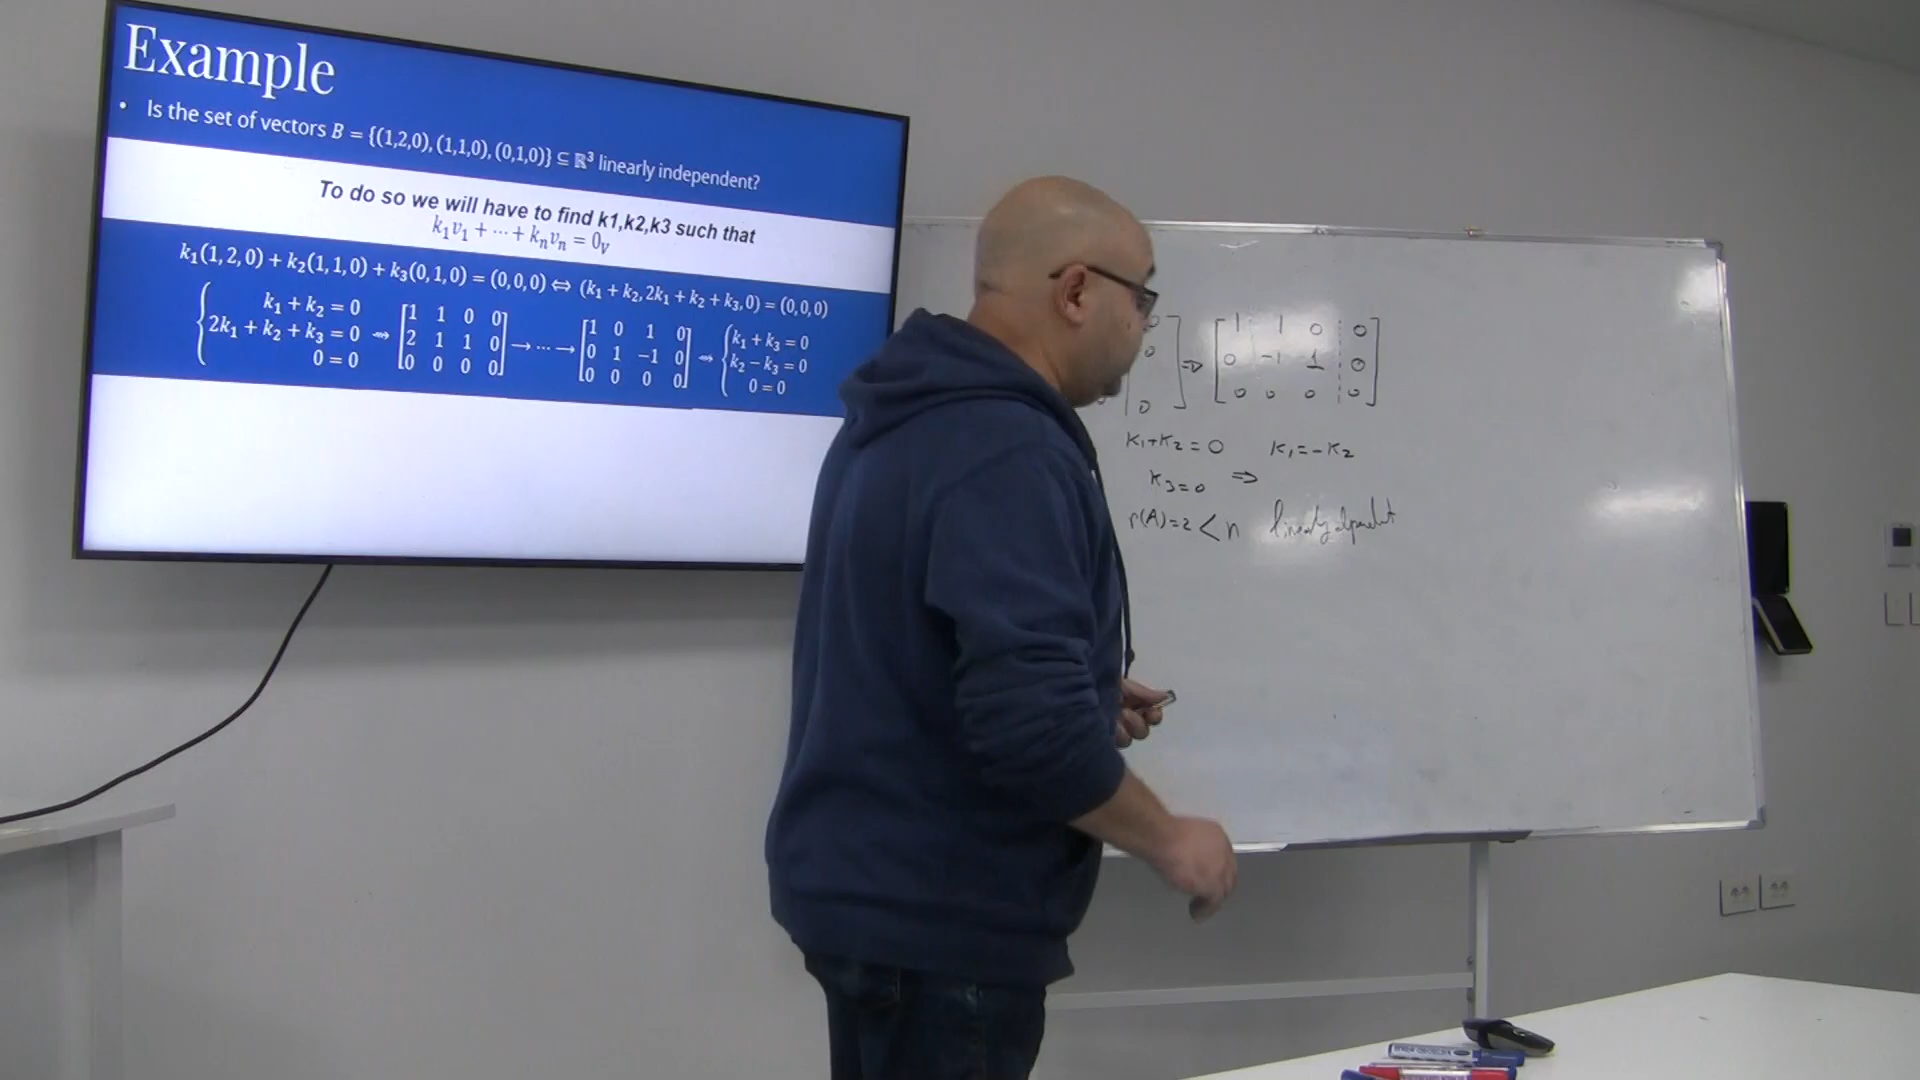 Example
• Is the set of vectors B = {(1,2,0), (1,1,0), (0,1,0)} ⊆ ℝ³ linearly independent?
To do so we will have to find k1,k2,k3 such that
k₁v₁ + ⋯ + kₙvₙ = 0ᵥ
k₁(1, 2, 0) + k₂(1, 1, 0) + k₃(0, 1, 0) = (0, 0, 0) ⇔ (k₁ + k₂, 2k₁ + k₂ + k₃, 0) = (0, 0, 0)
k₁ + k₂ = 0 1 1 0 0 1 0 1 0 k₁ + k₃ = 0
2k₁ + k₂ + k₃ = 0 ⇝ 2 1 1 0 → ⋯ → 0 1 −1 0 ⇝ k₂ − k₃ = 0
0 = 0 0 0 0 0 0 0 0 0 0 = 0
0 1 1 0 0
0 ⇒ 0 -1 1 0
0 0 0 0 0 0
k₁+k₂ = 0 k₁=-k₂
k₃=0 ⇒
r(A)=2 < n linearly dependent